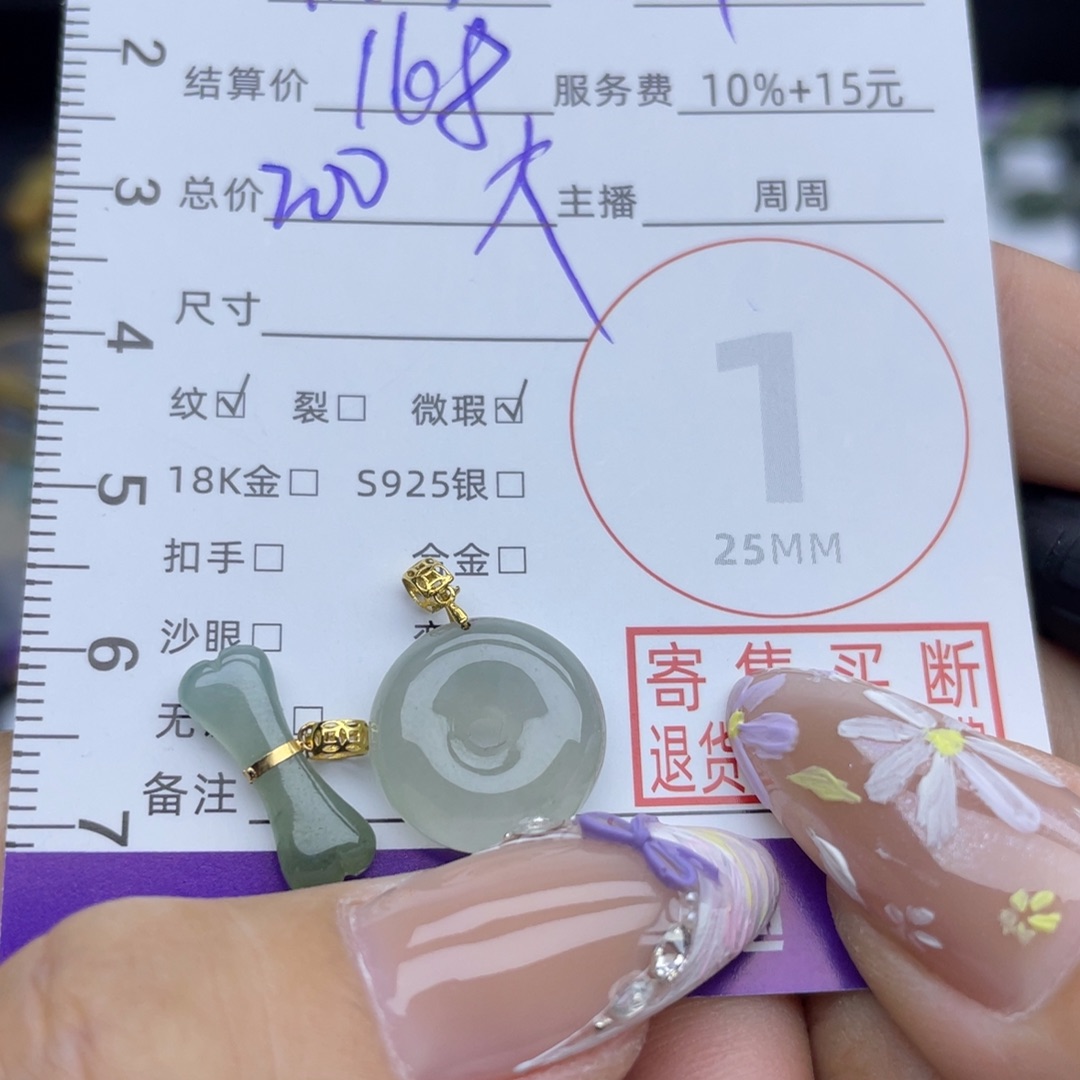 2
结算价 168 服务费 10%+15元
3
总价 200 大 主播 周周
尺寸
4
纹☑ 裂□ 微瑕☑
1
5
18K金□ S925银□
25MM
扣手□ 合金□
6
沙眼□
寄售买断
无
退货
备注
7